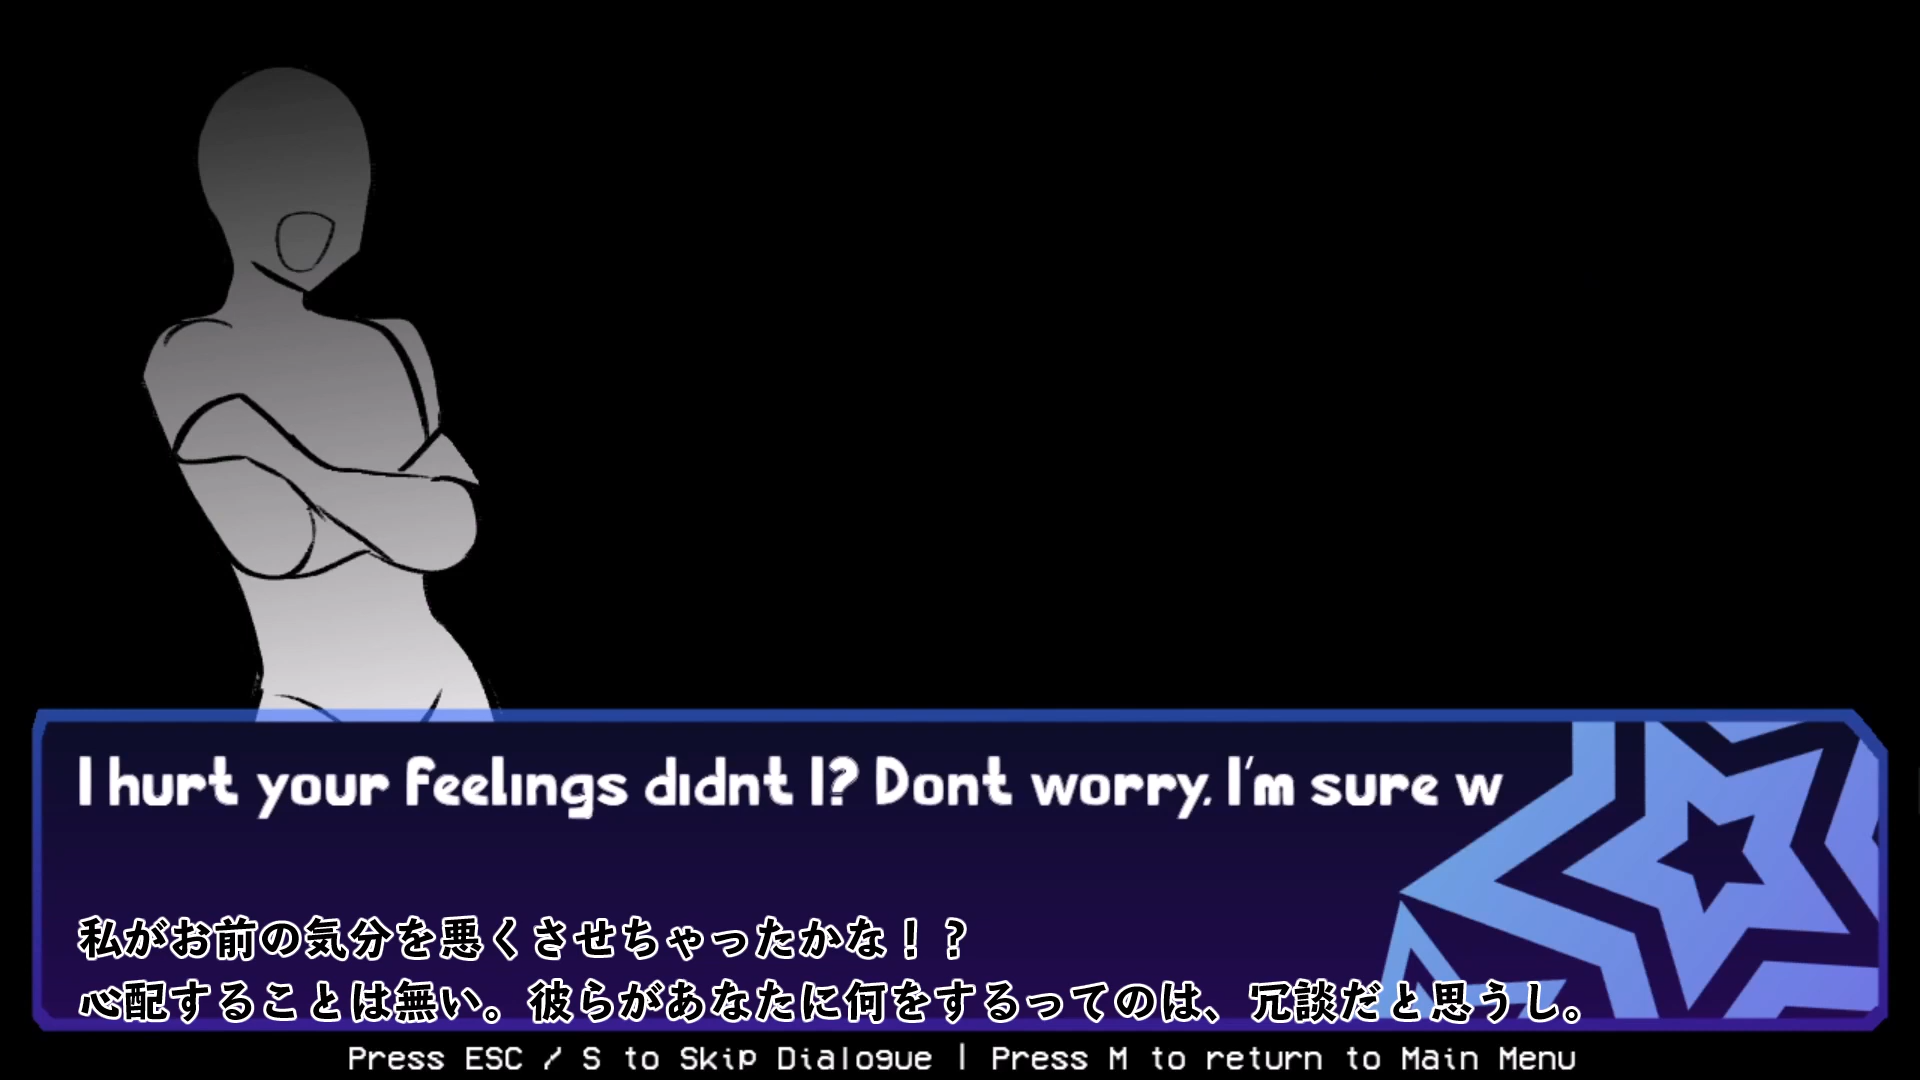 I hurt your feelings didnt I? Dont worry, I'm sure w
私がお前の気分を悪くさせちゃったかな！？
心配することは無い。彼らがあなたに何をするってのは、冗談だと思うし。
Press ESC / S to Skip Dialogue | Press M to return to Main Menu